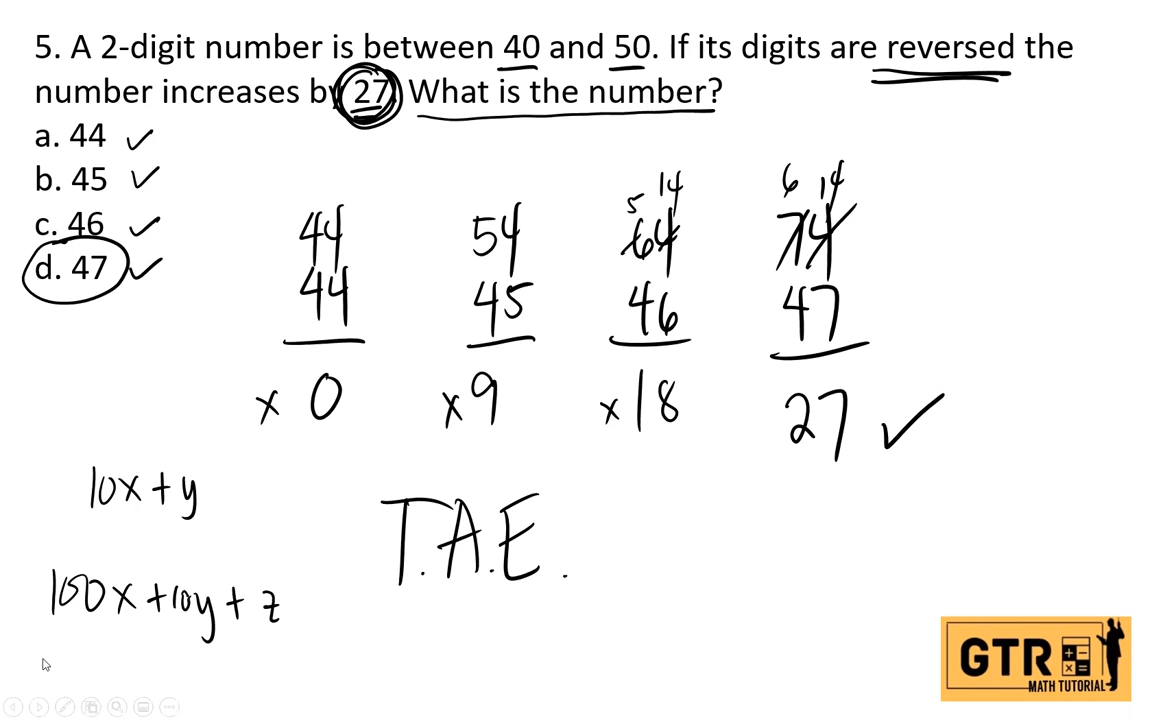 5. A 2-digit number is between 40 and 50. If its digits are reversed the
number increases by 27. What is the number?
a. 44 ✓
b. 45 ✓
c. 46 ✓
d. 47 ✓
14 6 14
5
44 54 64 74
44 45 46 47
x 0 x 9 x 18 27 ✓
10x + y
T.A.E.
100x + 10y + z
GTR
+ − × =
MATH TUTORIAL